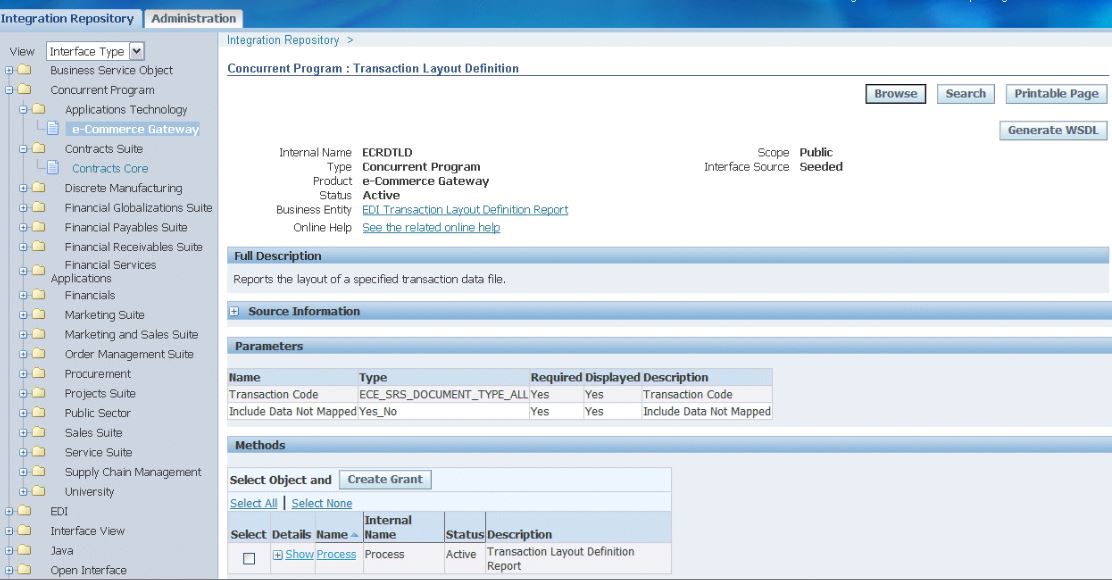 Integration Repository
Administration
View Interface Type
Business Service Object
Concurrent Program
Applications Technology
e-Commerce Gateway
Contracts Suite
Contracts Core
Discrete Manufacturing
Financial Globalizations Suite
Financial Payables Suite
Financial Receivables Suite
Financial Services
Applications
Financials
Marketing Suite
Marketing and Sales Suite
Order Management Suite
Procurement
Projects Suite
Public Sector
Sales Suite
Service Suite
Supply Chain Management
University
EDI
Interface View
Java
Open Interface
Integration Repository >
Concurrent Program : Transaction Layout Definition
Browse Search Printable Page
Generate WSDL
Internal Name ECRDTLD
Type Concurrent Program
Product e-Commerce Gateway
Status Active
Business Entity EDI Transaction Layout Definition Report
Online Help See the related online help
Scope Public
Interface Source Seeded
Full Description
Reports the layout of a specified transaction data file.
Source Information
Parameters
Name Type Required Displayed Description
Transaction Code ECE_SRS_DOCUMENT_TYPE_ALL Yes Yes Transaction Code
Include Data Not Mapped Yes_No Yes Yes Include Data Not Mapped
Methods
Select Object and Create Grant
Select All | Select None
Select Details Name Internal Name Status Description
Show Process Process Active Transaction Layout Definition
Report